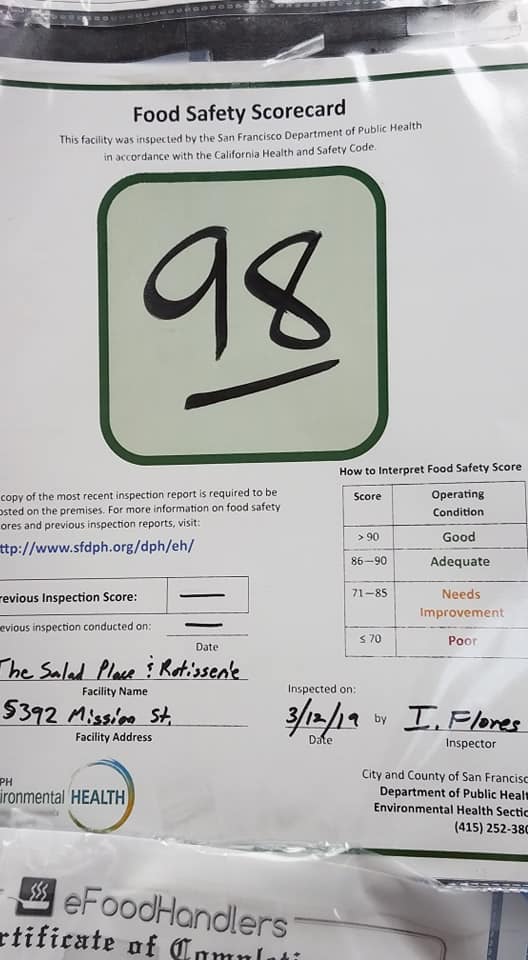 Food Safety Scorecard
This facility was inspected by the San Francisco Department of Public Health
in accordance with the California Health and Safety Code.
98
copy of the most recent inspection report is required to be
osted on the premises. For more information on food safety
ores and previous inspection reports, visit:
ttp://www.sfdph.org/dph/eh/
revious Inspection Score: —
evious inspection conducted on: —
Date
The Salad Place & Rotisserie
Facility Name
5392 Mission St,
Facility Address
How to Interpret Food Safety Score
Score Operating
Condition
> 90 Good
86—90 Adequate
71—85 Needs
Improvement
≤ 70 Poor
Inspected on:
3/12/19 by I. Flores
Date Inspector
PH
ironmental HEALTH
City and County of San Francisc
Department of Public Healt
Environmental Health Sectio
(415) 252-380
eFoodHandlers
rtificate of Completi